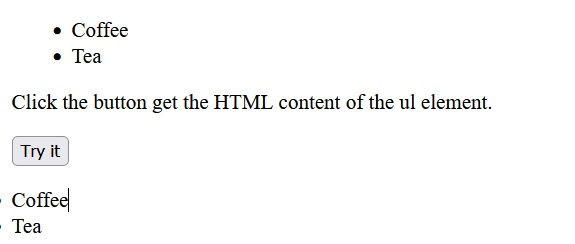 Coffee
Tea
Click the button get the HTML content of the ul element.
Try it
Coffee
Tea